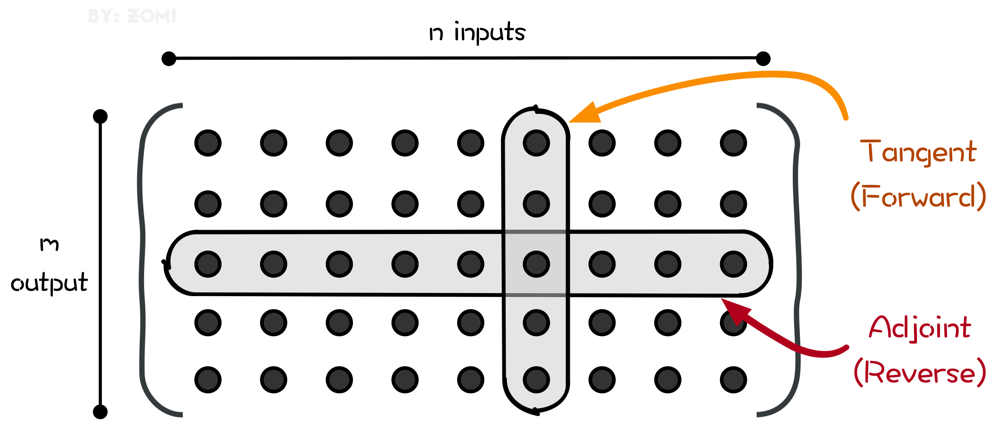 BY: ZOMI
n inputs
m
output
Tangent
(Forward)
Adjoint
(Reverse)